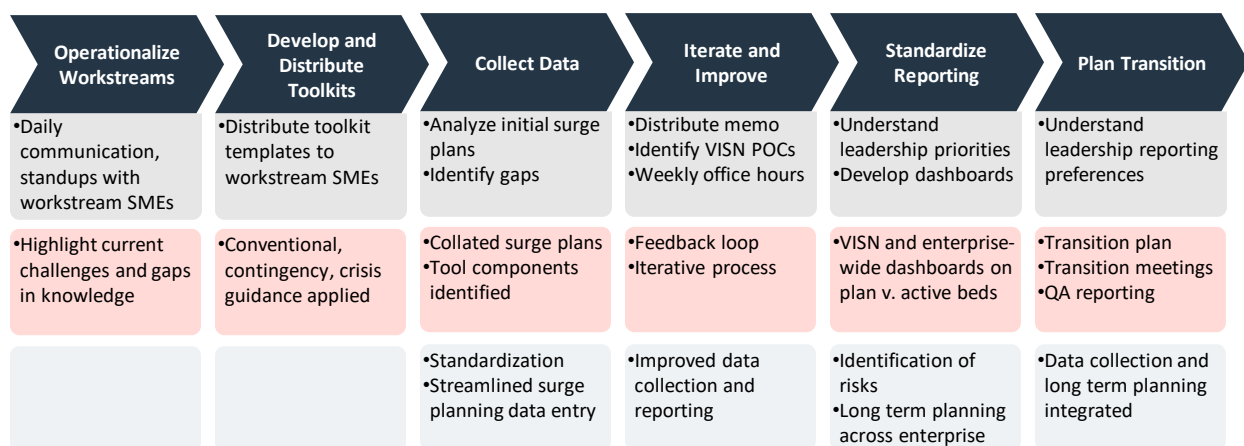 Operationalize
Workstreams
Develop and
Distribute
Toolkits
Collect Data
Iterate and
Improve
Standardize
Reporting
Plan Transition
•Daily
communication,
standups with
workstream SMEs
•Distribute toolkit
templates to
workstream SMEs
•Analyze initial surge
plans
•Identify gaps
•Distribute memo
•Identify VISN POCs
•Weekly office hours
•Understand
leadership priorities
•Develop dashboards
•Understand
leadership reporting
preferences
•Highlight current
challenges and gaps
in knowledge
•Conventional,
contingency, crisis
guidance applied
•Collated surge plans
•Tool components
identified
•Feedback loop
•Iterative process
•VISN and enterprise-
wide dashboards on
plan v. active beds
•Transition plan
•Transition meetings
•QA reporting
•Standardization
•Streamlined surge
planning data entry
•Improved data
collection and
reporting
•Identification of
risks
•Long term planning
across enterprise
•Data collection and
long term planning
integrated